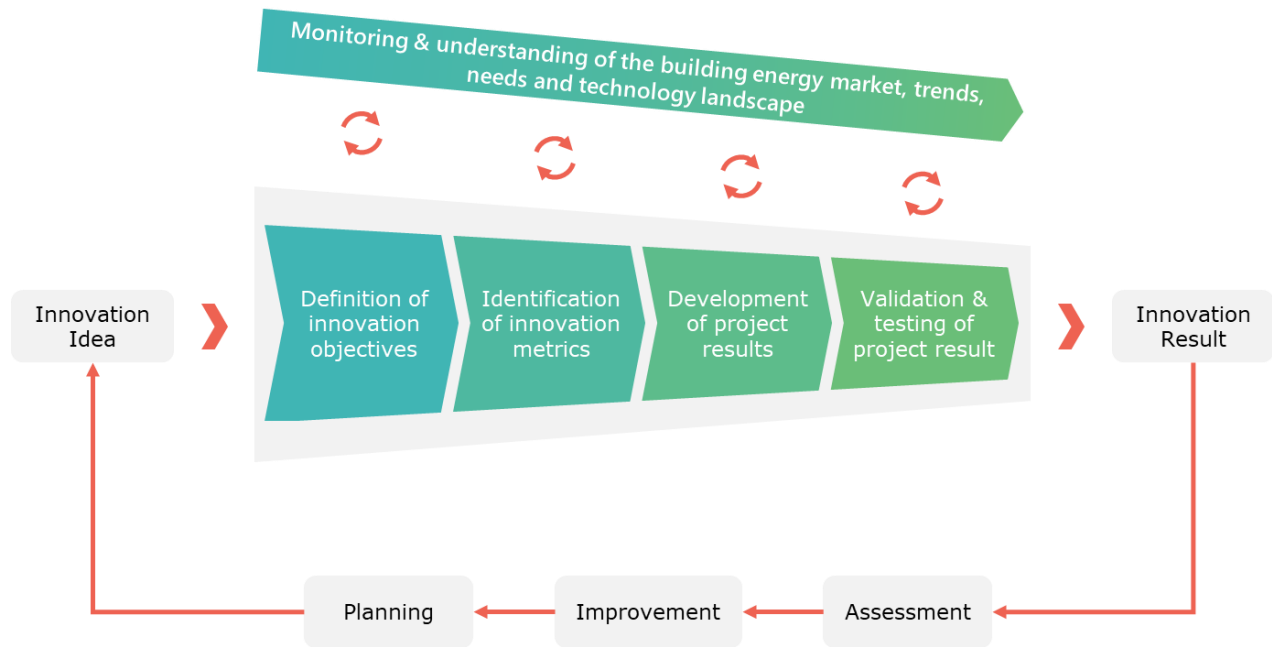 Monitoring & understanding of the building energy market, trends,
needs and technology landscape
Innovation
Idea
Definition of
innovation
objectives
Identification
of innovation
metrics
Development
of project
results
Validation &
testing of
project result
Innovation
Result
Planning
Improvement
Assessment